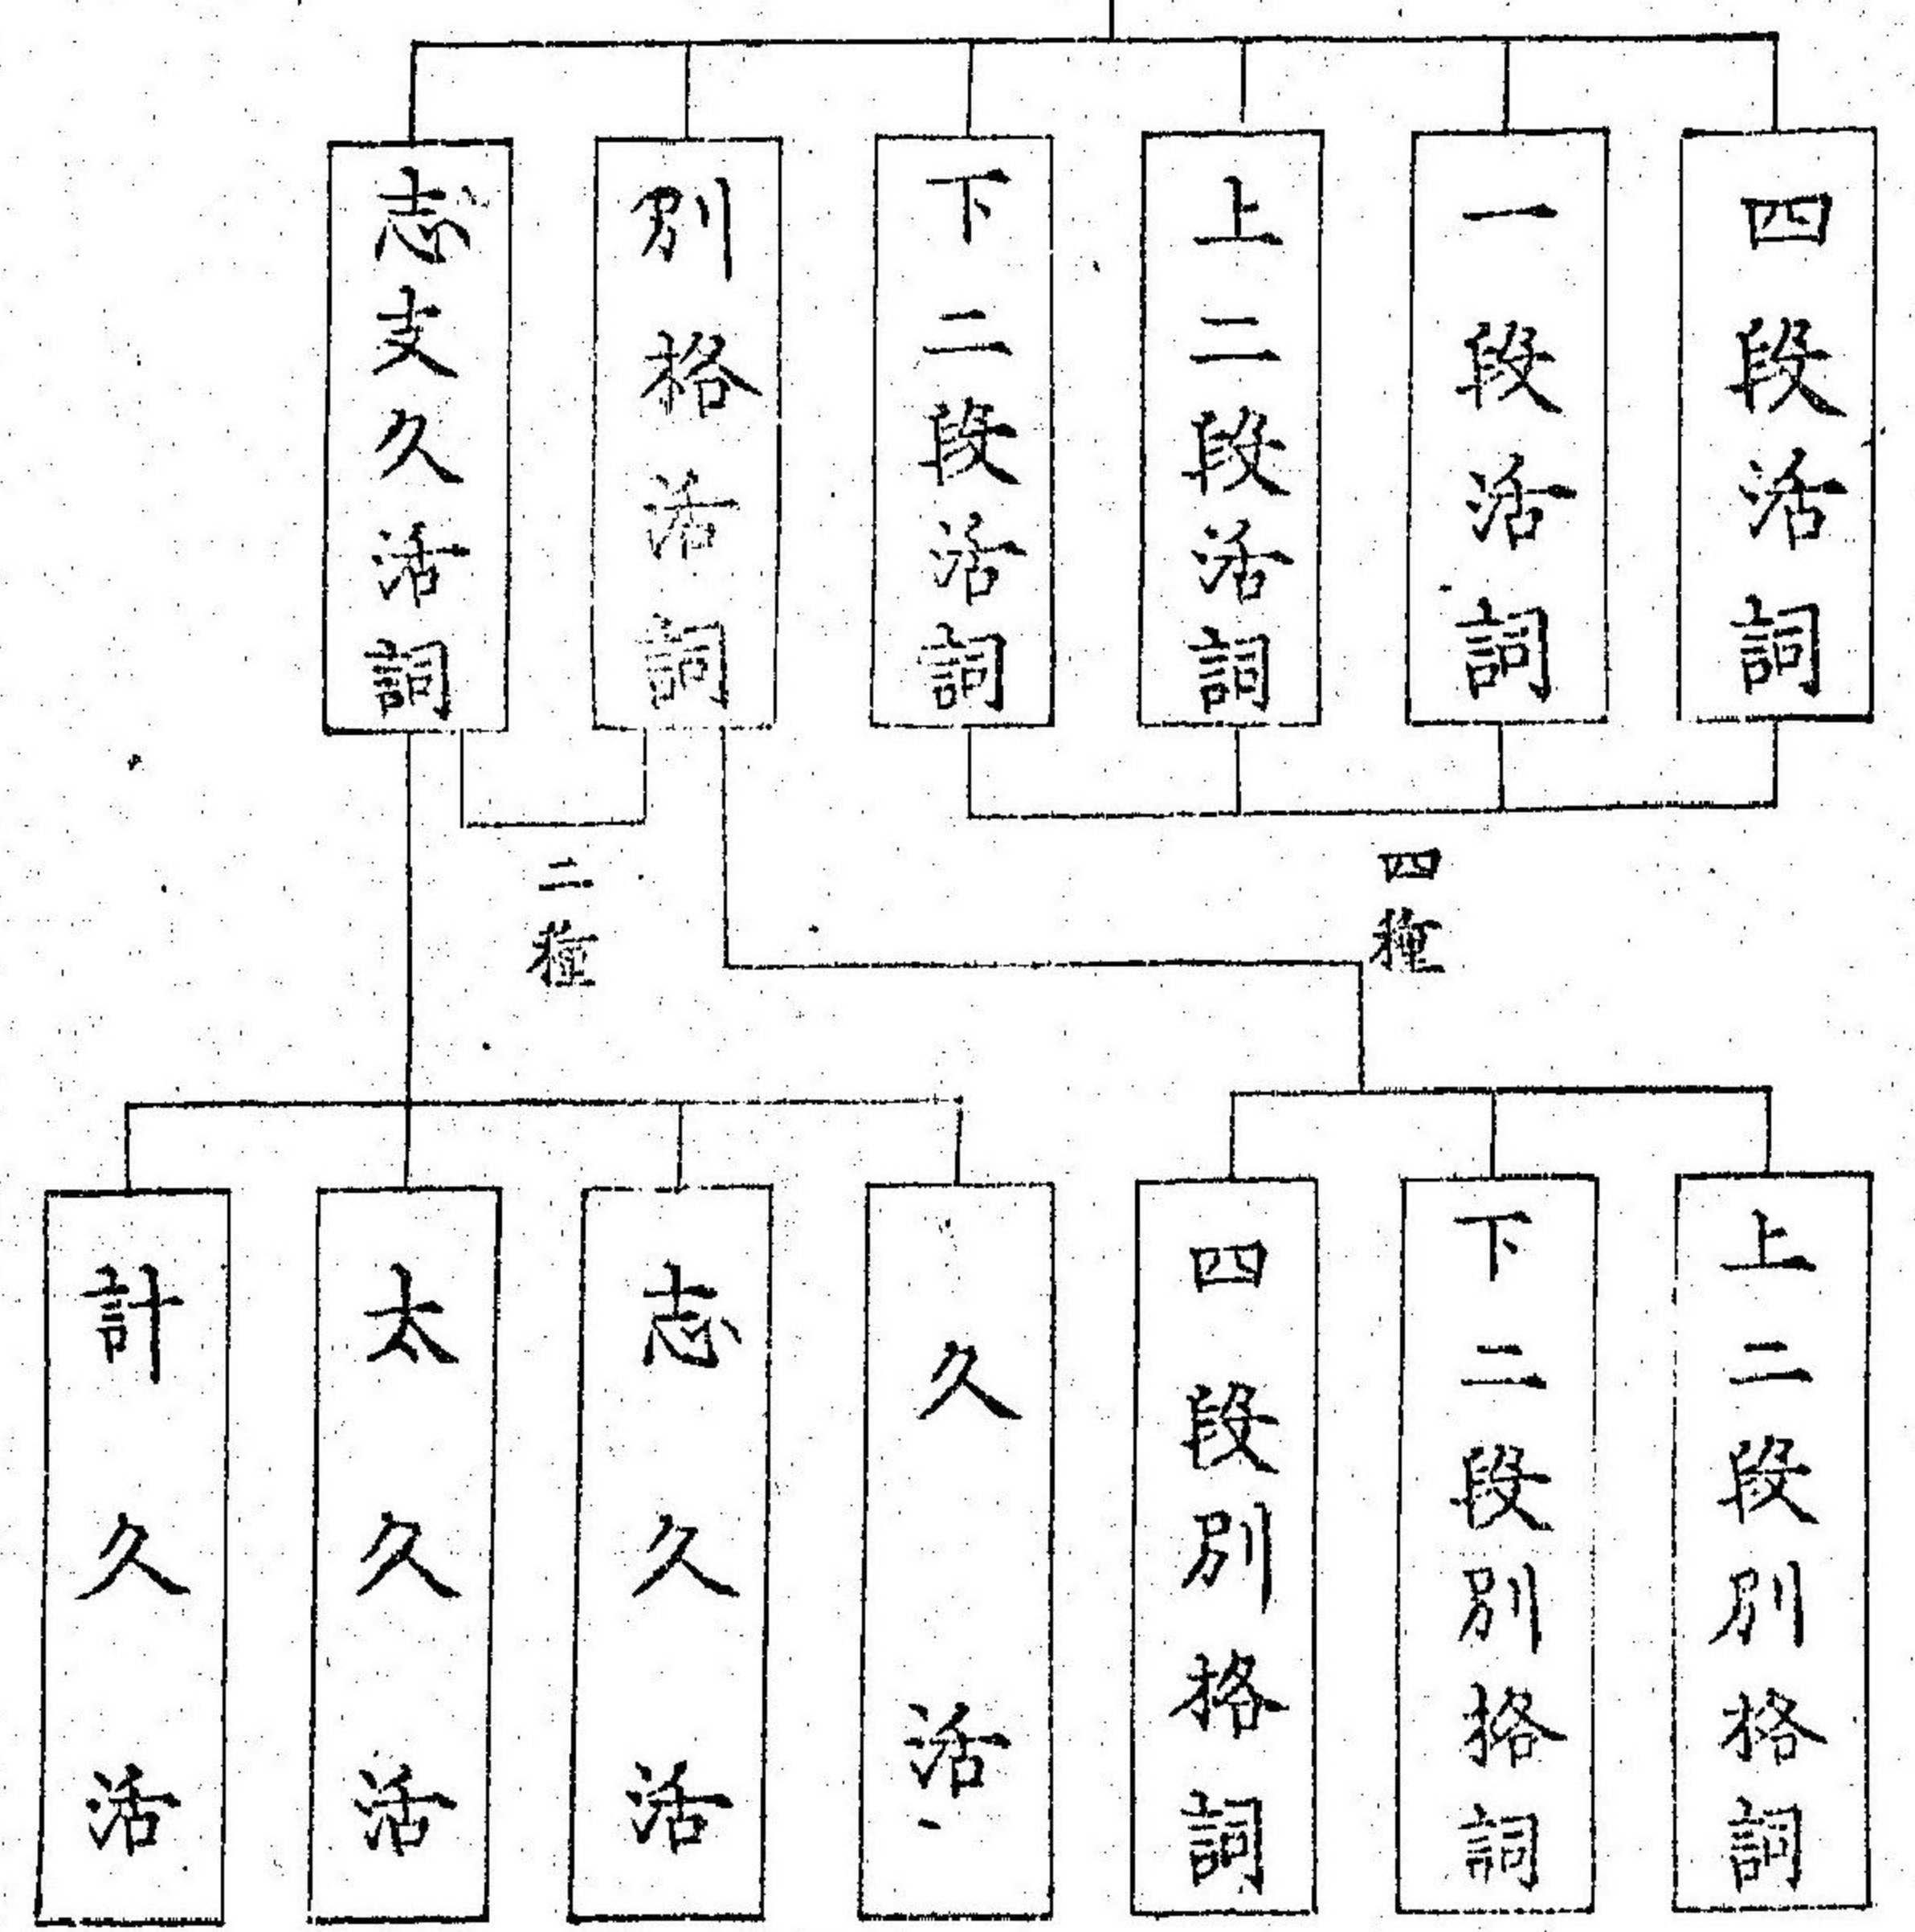 四段活詞
一段活詞
上二段活詞
下二段活詞
別格活詞
志支久活詞
四種
二種
上二段別格詞
下二段別格詞
四段別格詞
久活
志久活
太久活
計久活